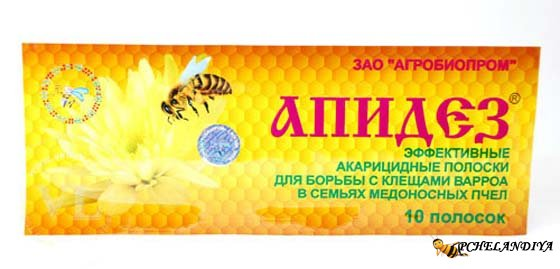 ЗАО "АГРОБИОПРОМ"
АПИДЕЗ®
ЭФФЕКТИВНЫЕ
АКАРИЦИДНЫЕ ПОЛОСКИ
ДЛЯ БОРЬБЫ С КЛЕЩАМИ ВАРРОА
В СЕМЬЯХ МЕДОНОСНЫХ ПЧЕЛ
10 полосок
PCHELANDIYA